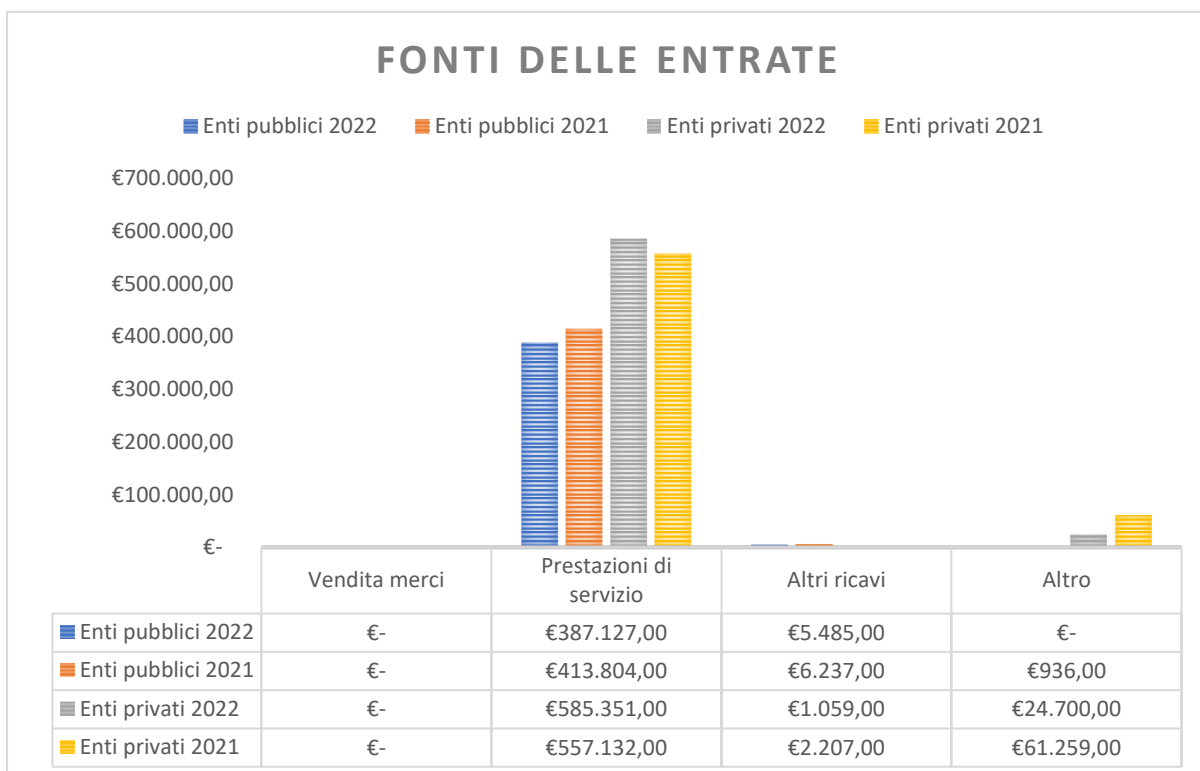 FONTI DELLE ENTRATE
Enti pubblici 2022 Enti pubblici 2021 Enti privati 2022 Enti privati 2021
€700.000,00
€600.000,00
€500.000,00
€400.000,00
€300.000,00
€200.000,00
€100.000,00
€-
Vendita merci Prestazioni di servizio Altri ricavi Altro
Enti pubblici 2022 €- €387.127,00 €5.485,00 €-
Enti pubblici 2021 €- €413.804,00 €6.237,00 €936,00
Enti privati 2022 €- €585.351,00 €1.059,00 €24.700,00
Enti privati 2021 €- €557.132,00 €2.207,00 €61.259,00